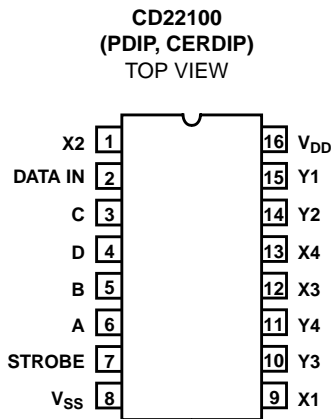 CD22100
(PDIP, CERDIP)
TOP VIEW
X2 1 16 VDD
DATA IN 2 15 Y1
C 3 14 Y2
D 4 13 X4
B 5 12 X3
A 6 11 Y4
STROBE 7 10 Y3
VSS 8 9 X1